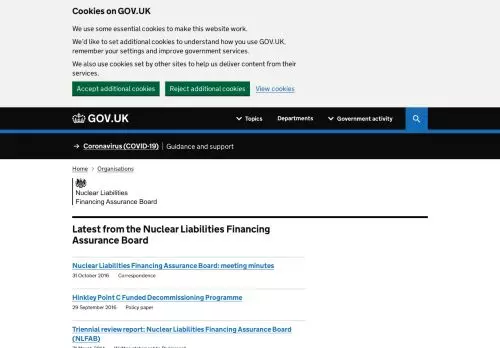 Cookies on GOV.UK
We use some essential cookies to make this website work.
We'd like to set additional cookies to understand how you use GOV.UK,
remember your settings and improve government services.
We also use cookies set by other sites to help us deliver content from their
services.
Accept additional cookies Reject additional cookies View cookies
GOV.UK Topics Departments Government activity
Coronavirus (COVID-19) Guidance and support
Home Organisations
Nuclear Liabilities
Financing Assurance Board
Latest from the Nuclear Liabilities Financing
Assurance Board
Nuclear Liabilities Financing Assurance Board: meeting minutes
31 October 2016 Correspondence
Hinkley Point C Funded Decommissioning Programme
29 September 2016 Policy paper
Triennial review report: Nuclear Liabilities Financing Assurance Board
(NLFAB)